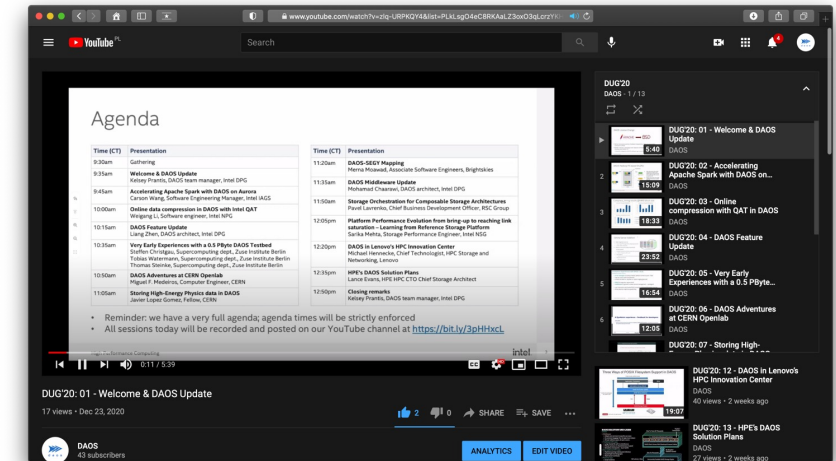 www.youtube.com/watch?v=zIq-URPKQY4&list=PLkLsgO4eC8RKAaLZ3oxO3qLcrzYK
YouTube PL
Search
Agenda
Time (CT) Presentation
9:30am Gathering
9:35am Welcome & DAOS Update
Kelsey Prantis, DAOS team manager, Intel DPG
9:45am Accelerating Apache Spark with DAOS on Aurora
Carson Wang, Software Engineering Manager, Intel IAGS
10:00am Online data compression in DAOS with Intel QAT
Weigang Li, Software engineer, Intel NPG
10:15am DAOS Feature Update
Liang Zhen, DAOS architect, Intel DPG
10:35am Very Early Experiences with a 0.5 PByte DAOS Testbed
Steffen Christgau, Supercomputing dept., Zuse Institute Berlin
Tobias Watermann, Supercomputing dept., Zuse Institute Berlin
Thomas Steinke, Supercomputing dept., Zuse Institute Berlin
10:50am DAOS Adventures at CERN Openlab
Miguel F. Medeiros, Computer Engineer, CERN
11:05am Storing High-Energy Physics data in DAOS
Javier Lopez Gomez, Fellow, CERN
Time (CT) Presentation
11:20am DAOS-SEGY Mapping
Merna Moawad, Associate Software Engineers, Brightskies
11:35am DAOS Middleware Update
Mohamad Chaarawi, DAOS architect, Intel DPG
11:50am Storage Orchestration for Composable Storage Architectures
Pavel Lavrenko, Chief Business Development Officer, RSC Group
12:05pm Platform Performance Evolution from bring-up to reaching link
saturation – Learning from Reference Storage Platform
Sarika Mehta, Storage Performance Engineer, Intel NSG
12:20pm DAOS in Lenovo's HPC Innovation Center
Michael Hennecke, Chief Technologist, HPC Storage and
Networking, Lenovo
12:35pm HPE's DAOS Solution Plans
Lance Evans, HPE HPC CTO Chief Storage Architect
12:50pm Closing remarks
Kelsey Prantis, DAOS team manager, Intel DPG
• Reminder: we have a very full agenda; agenda times will be strictly enforced
• All sessions today will be recorded and posted on our YouTube channel at https://bit.ly/3pHHxcL
High Performance Computing
intel
0:11 / 5:39
DUG'20: 01 - Welcome & DAOS Update
17 views • Dec 23, 2020
2 0 SHARE SAVE
DAOS
43 subscribers
ANALYTICS EDIT VIDEO
DUG'20
DAOS - 1 / 13
DUG'20: 01 - Welcome & DAOS
Update
DAOS
5:40
2 DUG'20: 02 - Accelerating
Apache Spark with DAOS on...
DAOS
15:09
3 DUG'20: 03 - Online
compression with QAT in DAOS
DAOS
18:33
4 DUG'20: 04 - DAOS Feature
Update
DAOS
23:52
5 DUG'20: 05 - Very Early
Experiences with a 0.5 PByte...
DAOS
16:54
6 DUG'20: 06 - DAOS Adventures
at CERN Openlab
DAOS
12:05
DUG'20: 07 - Storing High-
DUG'20: 12 - DAOS in Lenovo's
HPC Innovation Center
DAOS
40 views • 2 weeks ago
19:07
DUG'20: 13 - HPE's DAOS
Solution Plans
DAOS
27 views • 2 weeks ago